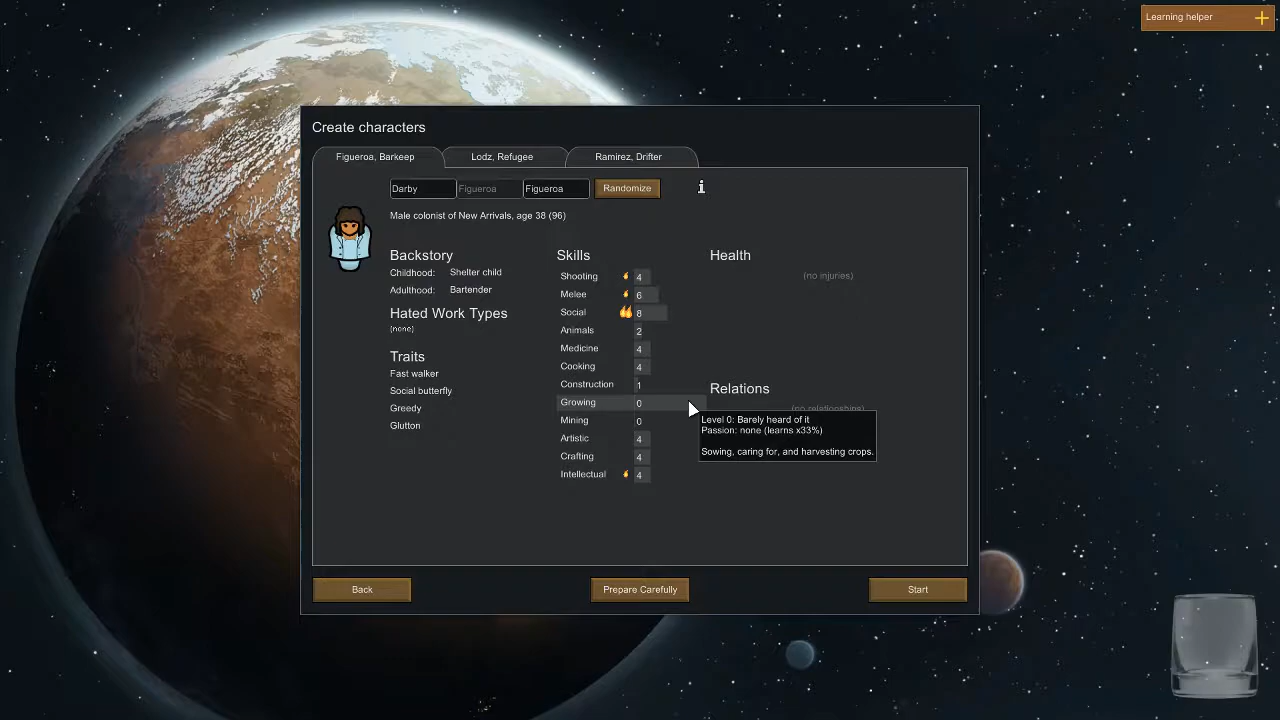 Learning helper
Create characters
Figueroa, Barkeep
Lodz, Refugee
Ramirez, Drifter
Darby
Figueroa
Figueroa
Randomize
Male colonist of New Arrivals, age 38 (96)
Backstory
Childhood: Shelter child
Adulthood: Bartender
Hated Work Types
(none)
Traits
Fast walker
Social butterfly
Greedy
Glutton
Skills
Shooting 4
Melee 6
Social 8
Animals 2
Medicine 4
Cooking 4
Construction 1
Growing 0
Mining 0
Artistic 4
Crafting 4
Intellectual 4
Health
(no injuries)
Relations
(no relationships)
Level 0: Barely heard of it
Passion: none (learns x33%)
Sowing, caring for, and harvesting crops.
Back
Prepare Carefully
Start